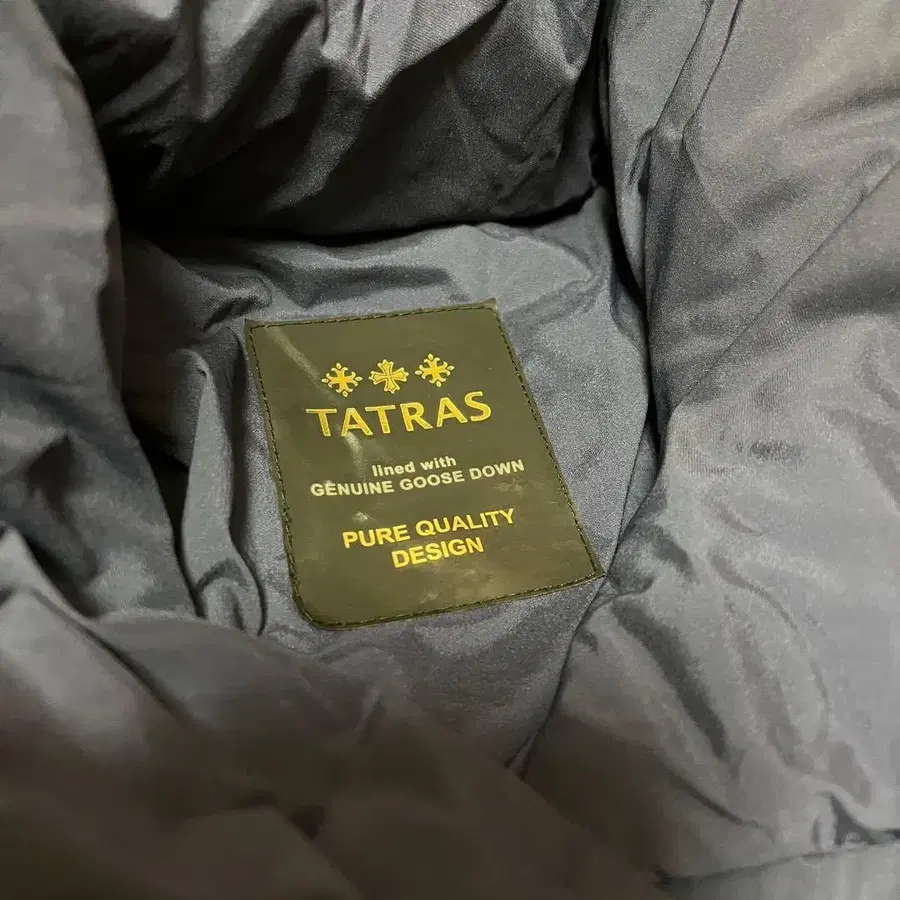 TATRAS
lined with
GENUINE GOOSE DOWN
PURE QUALITY
DESIGN